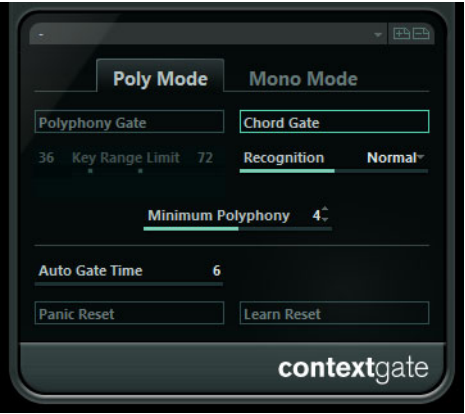 -
Poly Mode Mono Mode
Polyphony Gate Chord Gate
36 Key Range Limit 72 Recognition Normal
Minimum Polyphony 4
Auto Gate Time 6
Panic Reset Learn Reset
contextgate